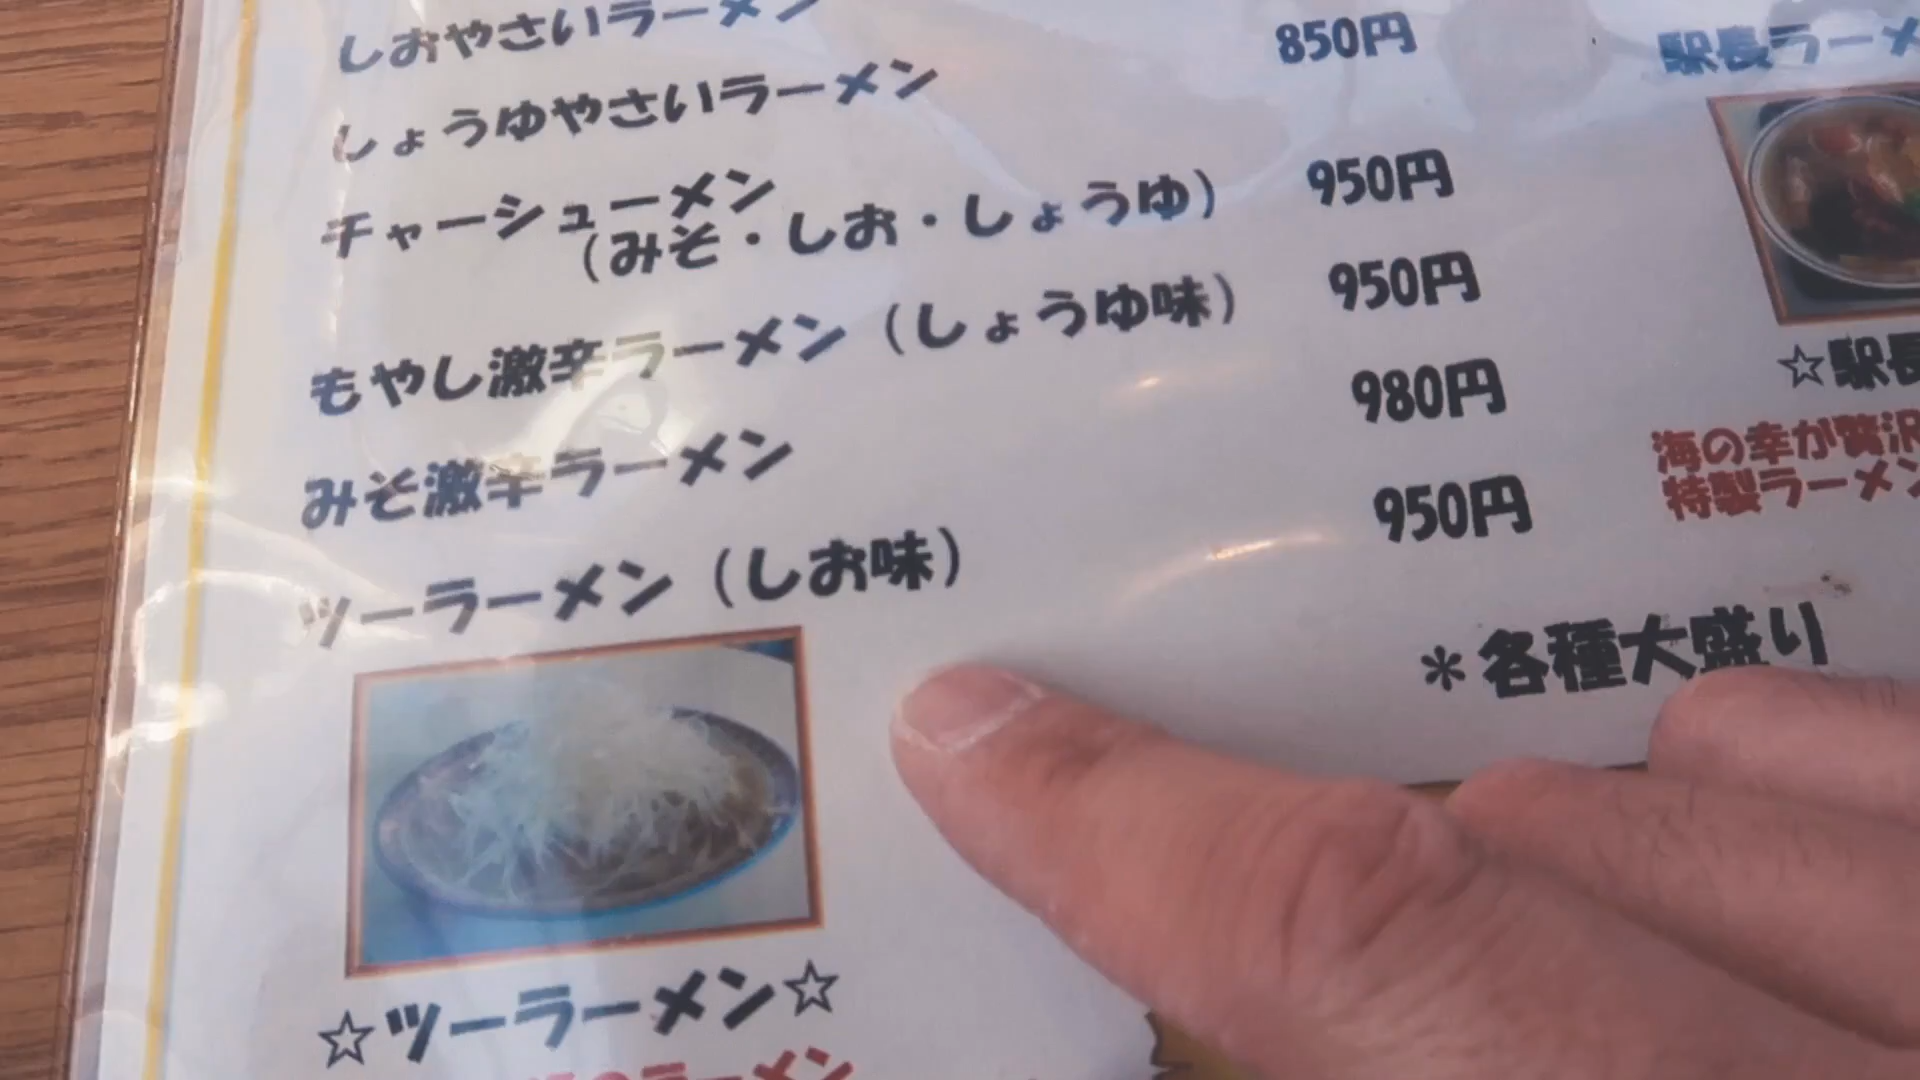 しおやさいラーメン
しょうゆやさいラーメン 850円
チャーシューメン
(みそ・しお・しょうゆ) 950円
もやし激辛ラーメン (しょうゆ味) 950円
みそ激辛ラーメン 980円
ツーラーメン (しお味) 950円
＊各種大盛り
☆ツーラーメン☆
ラーメン
駅長ラーメ
☆駅長
海の幸が贅沢
特製ラーメン